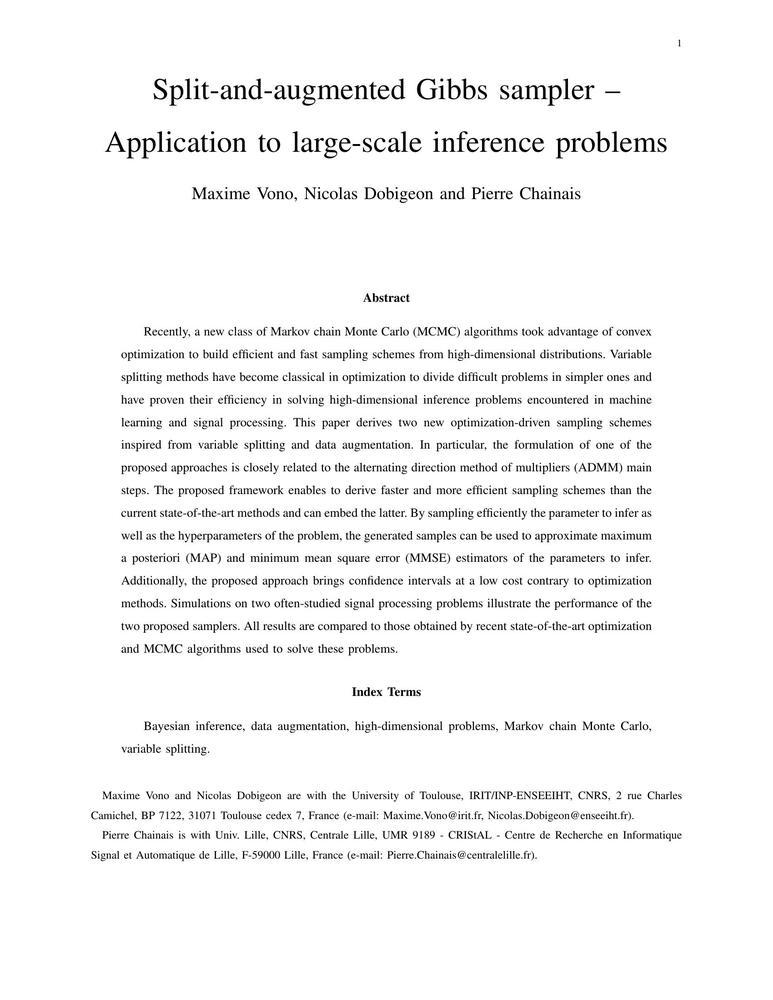 1
Split-and-augmented Gibbs sampler –
Application to large-scale inference problems
Maxime Vono, Nicolas Dobigeon and Pierre Chainais
Abstract
Recently, a new class of Markov chain Monte Carlo (MCMC) algorithms took advantage of convex
optimization to build efficient and fast sampling schemes from high-dimensional distributions. Variable
splitting methods have become classical in optimization to divide difficult problems in simpler ones and
have proven their efficiency in solving high-dimensional inference problems encountered in machine
learning and signal processing. This paper derives two new optimization-driven sampling schemes
inspired from variable splitting and data augmentation. In particular, the formulation of one of the
proposed approaches is closely related to the alternating direction method of multipliers (ADMM) main
steps. The proposed framework enables to derive faster and more efficient sampling schemes than the
current state-of-the-art methods and can embed the latter. By sampling efficiently the parameter to infer as
well as the hyperparameters of the problem, the generated samples can be used to approximate maximum
a posteriori (MAP) and minimum mean square error (MMSE) estimators of the parameters to infer.
Additionally, the proposed approach brings confidence intervals at a low cost contrary to optimization
methods. Simulations on two often-studied signal processing problems illustrate the performance of the
two proposed samplers. All results are compared to those obtained by recent state-of-the-art optimization
and MCMC algorithms used to solve these problems.
Index Terms
Bayesian inference, data augmentation, high-dimensional problems, Markov chain Monte Carlo,
variable splitting.
Maxime Vono and Nicolas Dobigeon are with the University of Toulouse, IRIT/INP-ENSEEIHT, CNRS, 2 rue Charles
Camichel, BP 7122, 31071 Toulouse cedex 7, France (e-mail: Maxime.Vono@irit.fr, Nicolas.Dobigeon@enseeiht.fr).
Pierre Chainais is with Univ. Lille, CNRS, Centrale Lille, UMR 9189 - CRIStAL - Centre de Recherche en Informatique
Signal et Automatique de Lille, F-59000 Lille, France (e-mail: Pierre.Chainais@centralelille.fr).